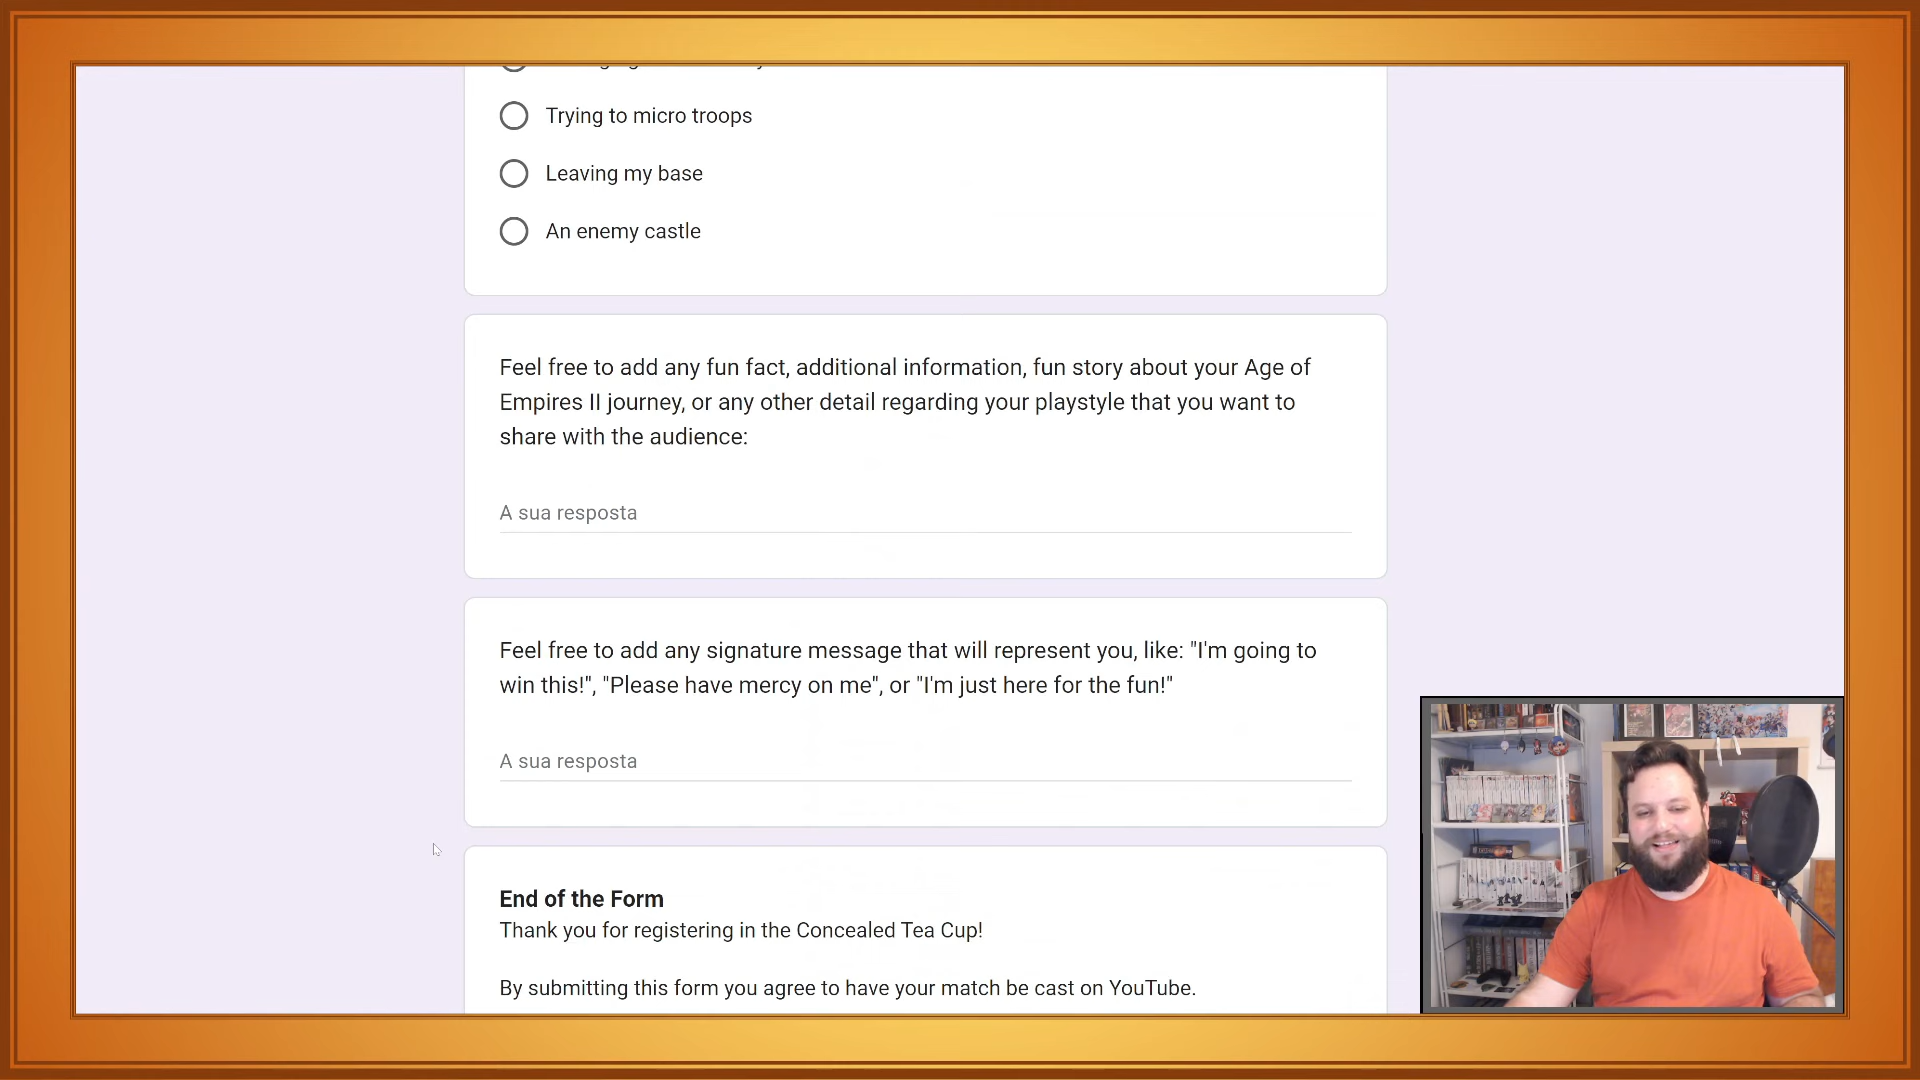 Trying to micro troops
Leaving my base
An enemy castle
Feel free to add any fun fact, additional information, fun story about your Age of
Empires II journey, or any other detail regarding your playstyle that you want to
share with the audience:
A sua resposta
Feel free to add any signature message that will represent you, like: "I'm going to
win this!", "Please have mercy on me", or "I'm just here for the fun!"
A sua resposta
End of the Form
Thank you for registering in the Concealed Tea Cup!
By submitting this form you agree to have your match be cast on YouTube.